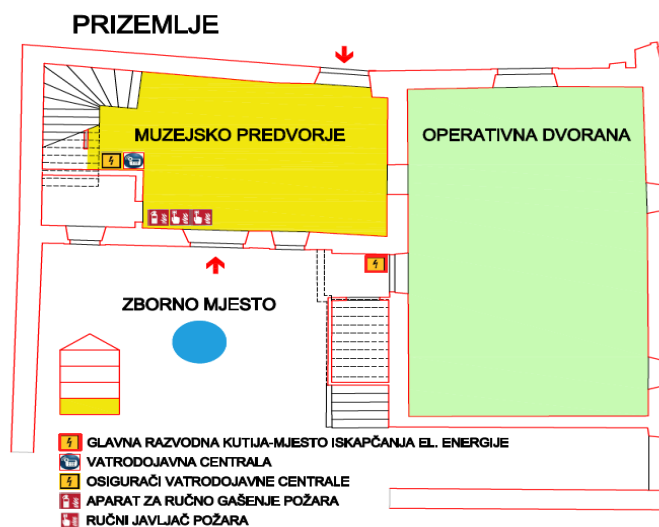 PRIZEMLJE
MUZEJSKO PREDVORJE
OPERATIVNA DVORANA
ZBORNO MJESTO
GLAVNA RAZVODNA KUTIJA-MJESTO ISKAPČANJA EL. ENERGIJE
VATRODOJAVNA CENTRALA
OSIGURAČI VATRODOJAVNE CENTRALE
APARAT ZA RUČNO GAŠENJE POŽARA
RUČNI JAVLJAČ POŽARA